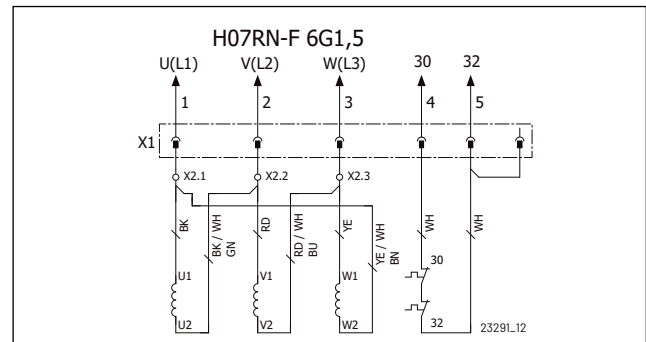 H07RN-F 6G1,5
U(L1) V(L2) W(L3) 30 32
1 2 3 4 5
X1
X2.1 X2.2 X2.3
BK BK / WH GN RD RD / WH BU YE YE / WH BN WH WH
U1 V1 W1 30
U2 V2 W2 32
23291_12